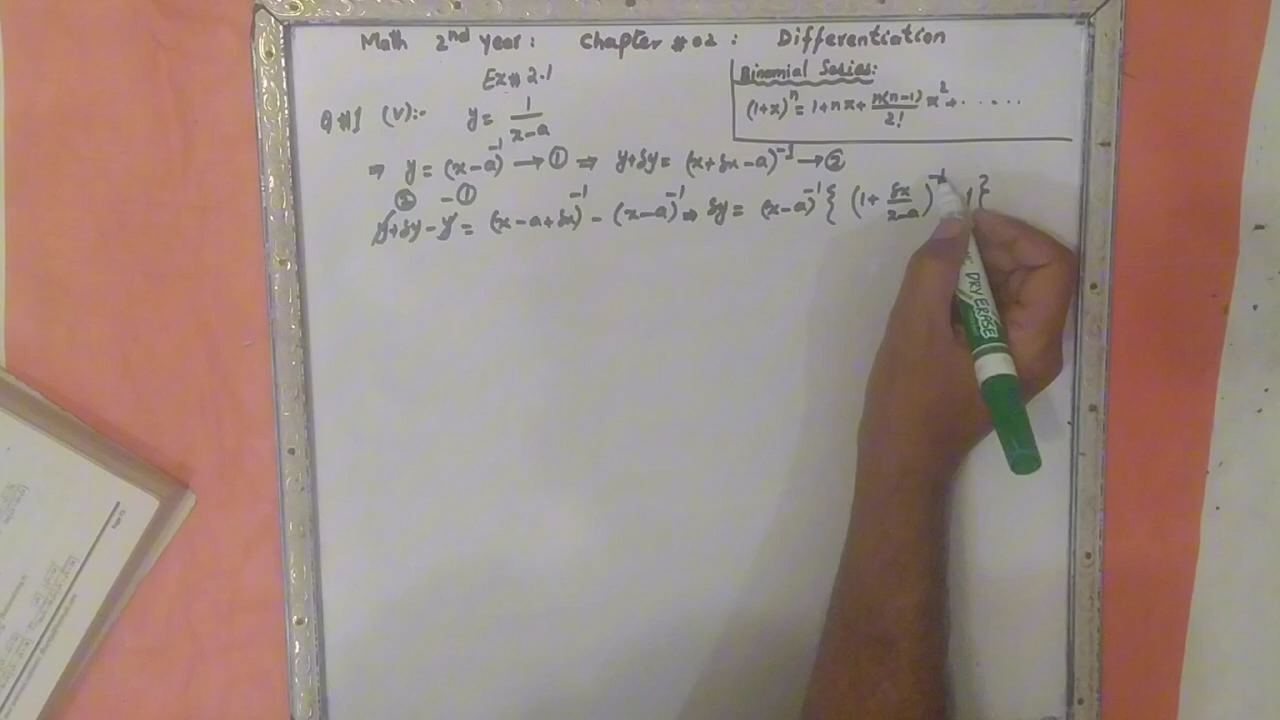 Math 2nd year: Chapter #02: Differentiation
Ex# 2.1
Binomial Series:
(1+x)^n = 1+nx+ n(n-1)/2! x^2+......
Q#1 (v):- y= 1/(x-a)
⇒ y=(x-a)^-1 → ① ⇒ y+δy= (x+δx-a)^-1 → ②
② - ①
y+δy-y = (x-a+δx)^-1 - (x-a)^-1 ⇒ δy = (x-a)^-1 { (1+ δx/(x-a))^-1 - 1}
DRY ERASE